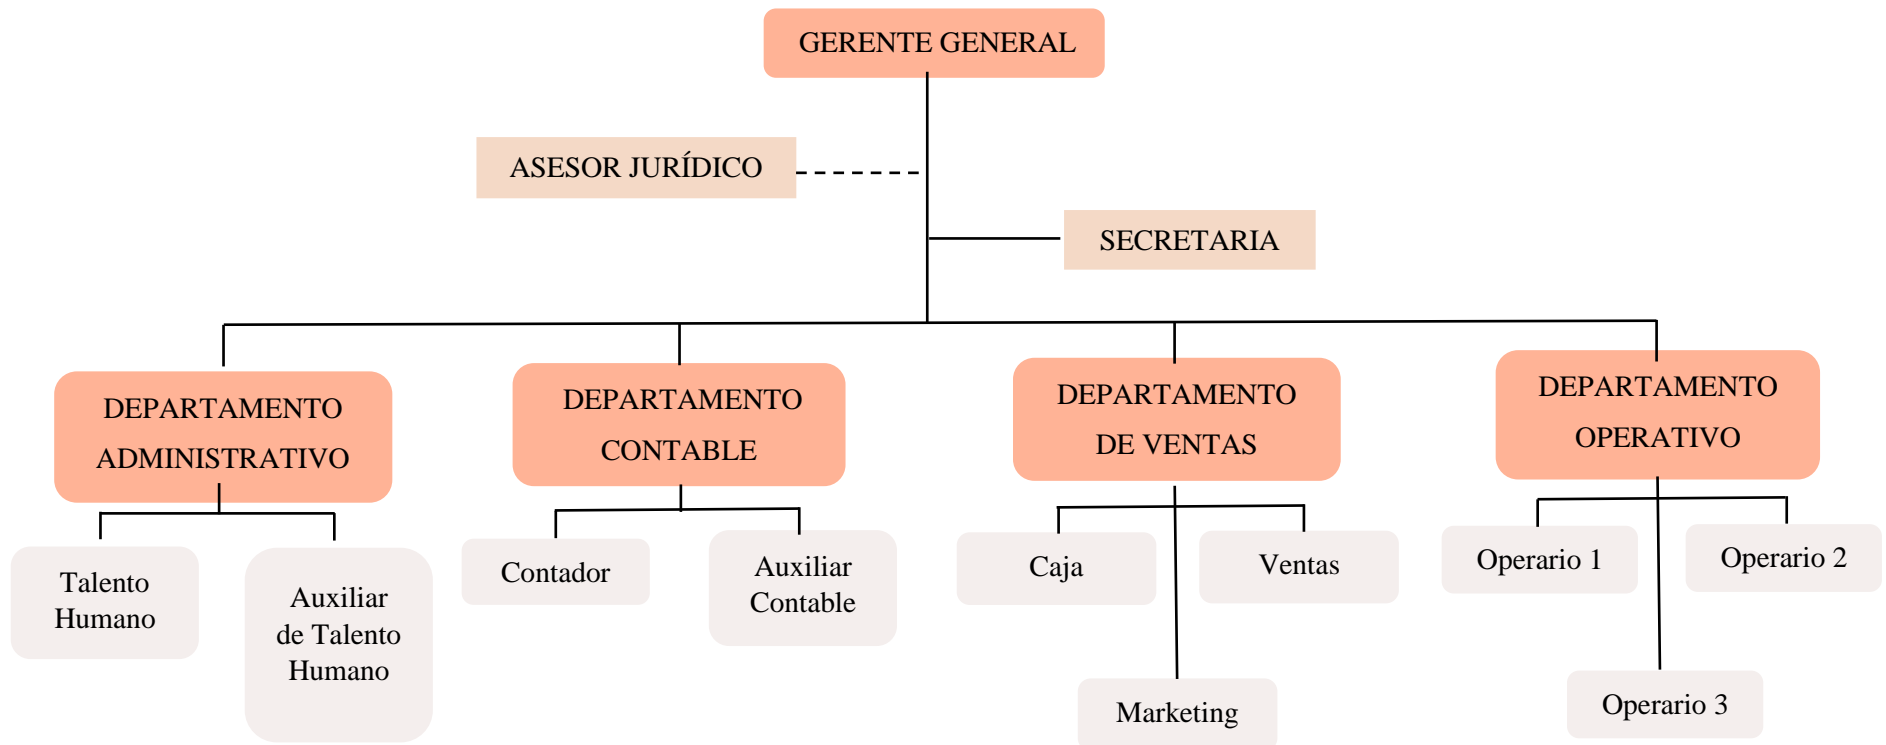 GERENTE GENERAL
ASESOR JURÍDICO
SECRETARIA
DEPARTAMENTO
ADMINISTRATIVO
DEPARTAMENTO
CONTABLE
DEPARTAMENTO
DE VENTAS
DEPARTAMENTO
OPERATIVO
Talento
Humano
Auxiliar
de Talento
Humano
Contador
Auxiliar
Contable
Caja
Ventas
Marketing
Operario 1
Operario 2
Operario 3